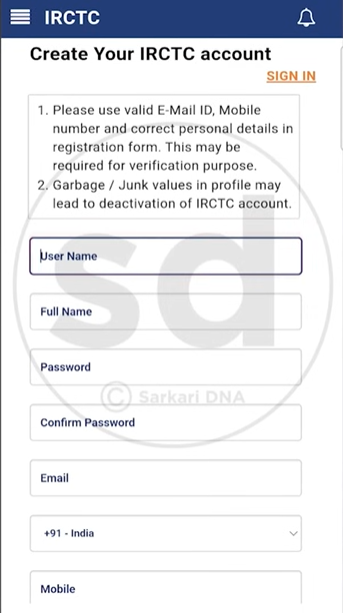 IRCTC
Create Your IRCTC account
SIGN IN
1. Please use valid E-Mail ID, Mobile
number and correct personal details in
registration form. This may be
required for verification purpose.
2. Garbage / Junk values in profile may
lead to deactivation of IRCTC account.
sd
User Name
Full Name
Password
© Sarkari DNA
Confirm Password
Email
+91 - India
Mobile